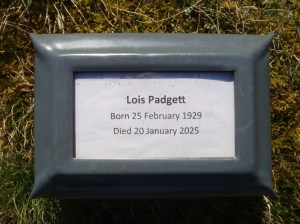 Lois Padgett
Born 25 February 1929
Died 20 January 2025